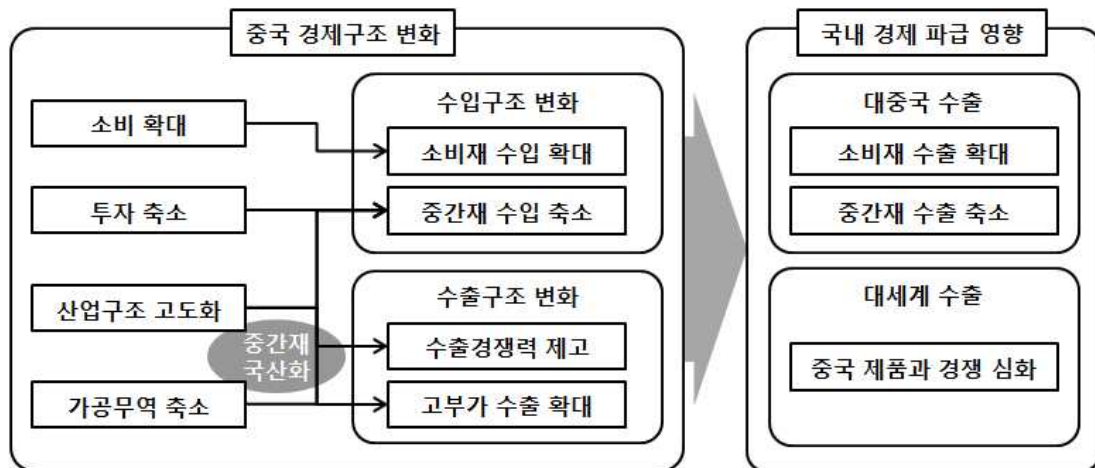 중국 경제구조 변화
소비 확대
투자 축소
산업구조 고도화
가공무역 축소
중간재
국산화
수입구조 변화
소비재 수입 확대
중간재 수입 축소
수출구조 변화
수출경쟁력 제고
고부가 수출 확대
국내 경제 파급 영향
대중국 수출
소비재 수출 확대
중간재 수출 축소
대세계 수출
중국 제품과 경쟁 심화